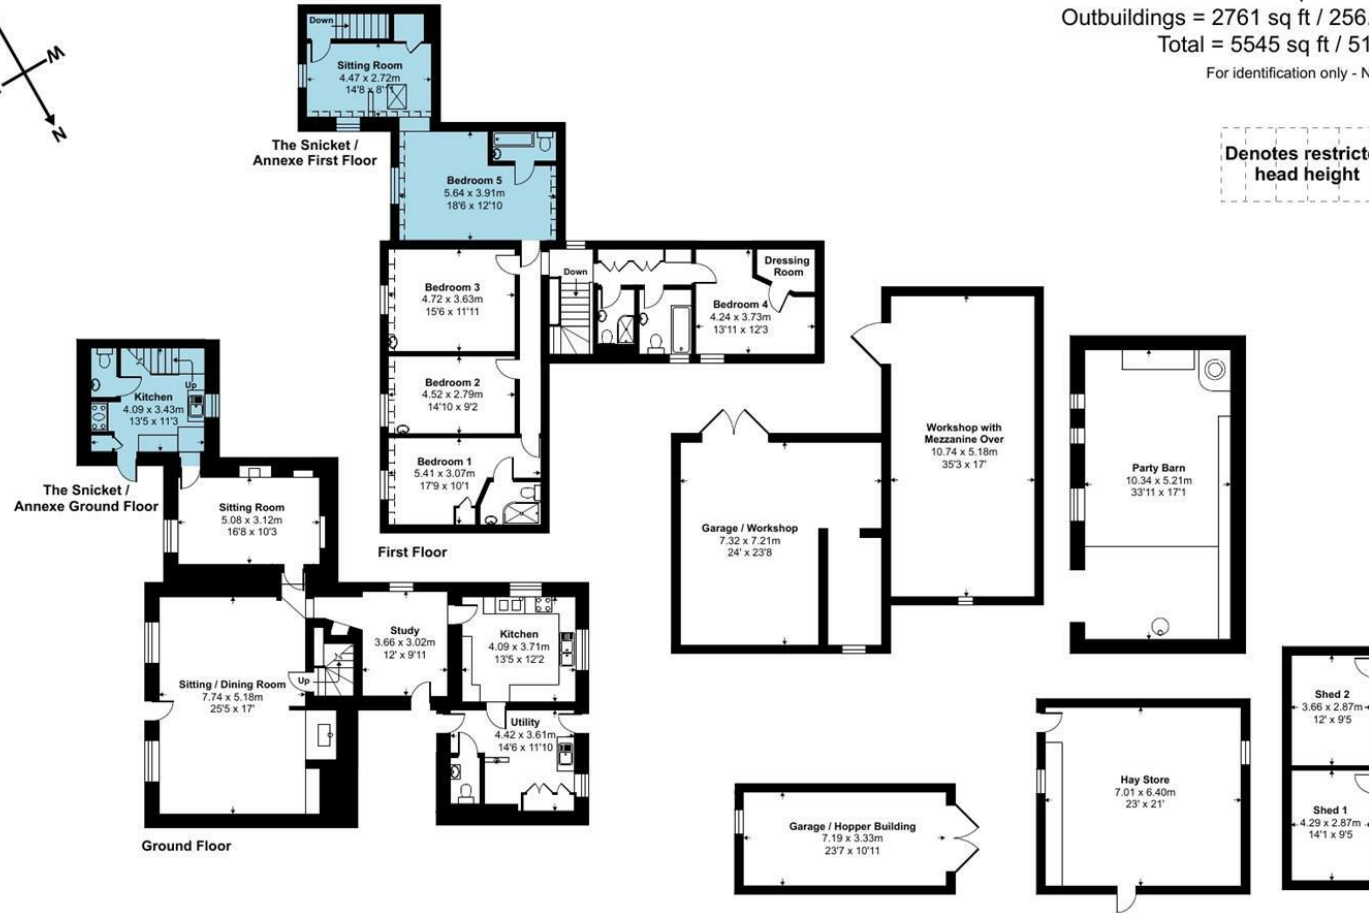 Outbuildings = 2761 sq ft / 256
Total = 5545 sq ft / 51
For identification only - N
Denotes restricte
head height
W
N
Down
Sitting Room
4.47 x 2.72m
14'8 x 8'11
The Snicket /
Annexe First Floor
Bedroom 5
5.64 x 3.91m
18'6 x 12'10
Bedroom 3
4.72 x 3.63m
15'6 x 11'11
Down
Dressing
Room
Bedroom 4
4.24 x 3.73m
13'11 x 12'3
Bedroom 2
4.52 x 2.79m
14'10 x 9'2
Bedroom 1
5.41 x 3.07m
17'9 x 10'1
First Floor
Up
Kitchen
4.09 x 3.43m
13'5 x 11'3
The Snicket /
Annexe Ground Floor
Sitting Room
5.08 x 3.12m
16'8 x 10'3
Study
3.66 x 3.02m
12' x 9'11
Kitchen
4.09 x 3.71m
13'5 x 12'2
Sitting / Dining Room
7.74 x 5.18m
25'5 x 17'
Up
Utility
4.42 x 3.61m
14'6 x 11'10
Ground Floor
Workshop with
Mezzanine Over
10.74 x 5.18m
35'3 x 17'
Garage / Workshop
7.32 x 7.21m
24' x 23'8
Party Barn
10.34 x 5.21m
33'11 x 17'1
Garage / Hopper Building
7.19 x 3.33m
23'7 x 10'11
Hay Store
7.01 x 6.40m
23' x 21'
Shed 2
3.66 x 2.87m
12' x 9'5
Shed 1
4.29 x 2.87m
14'1 x 9'5